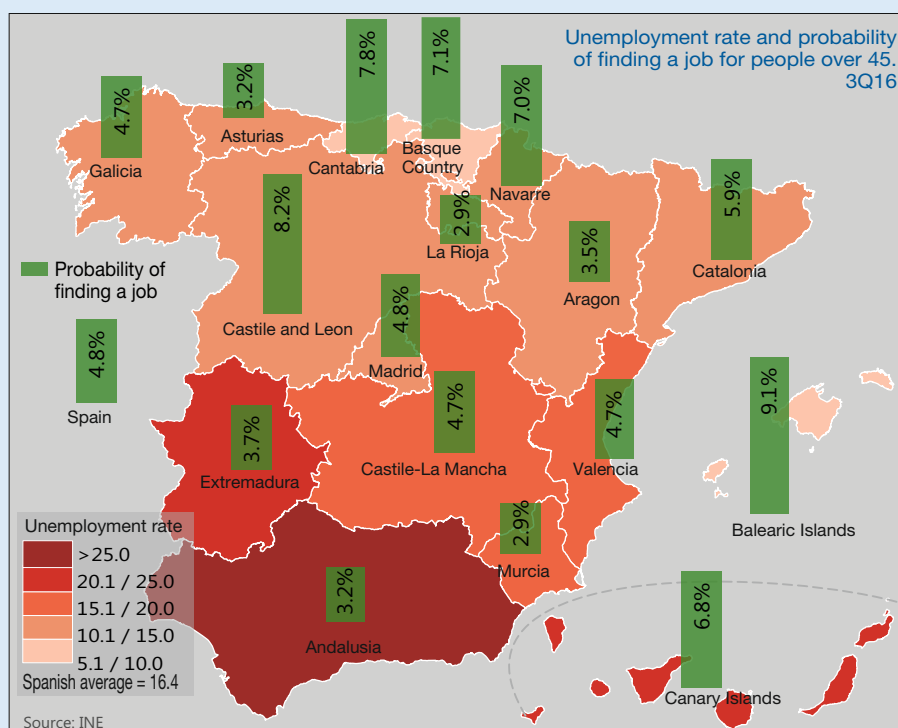 Unemployment rate and probability
of finding a job for people over 45.
3Q16
7.8%
7.1%
3.2%
4.7%
7.0%
Asturias
Galicia
Cantabria
Basque
Country
Navarre
5.9%
8.2%
2.9%
La Rioja
3.5%
Catalonia
Probability of
finding a job
Aragon
4.8%
Castile and Leon
Madrid
4.8%
Spain
9.1%
4.7%
4.7%
3.7%
Castile-La Mancha
Valencia
Extremadura
Balearic Islands
2.9%
Murcia
Unemployment rate
>25.0
20.1 / 25.0
15.1 / 20.0
10.1 / 15.0
5.1 / 10.0
Spanish average = 16.4
3.2%
Andalusia
6.8%
Canary Islands
Source: INE